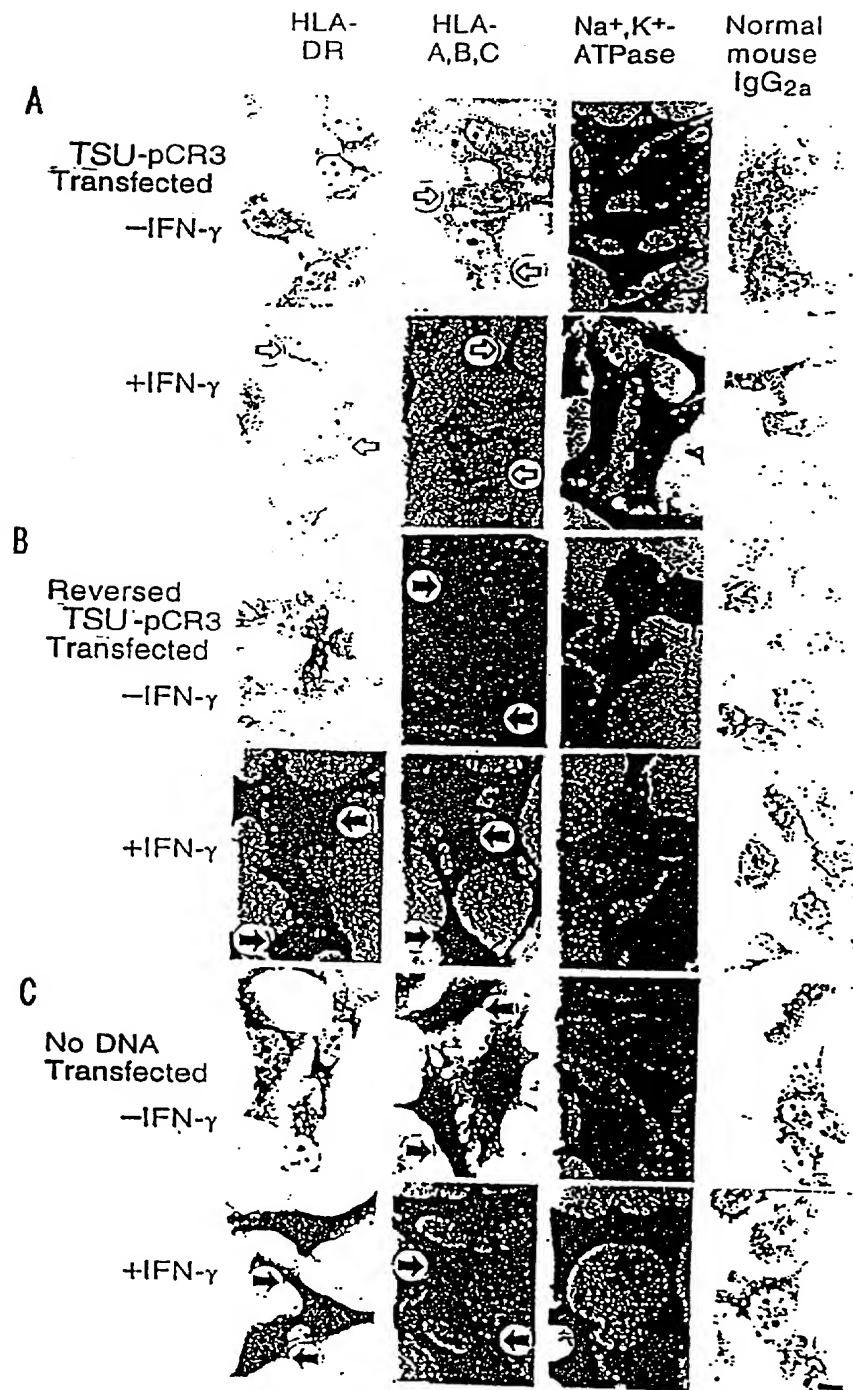 HLA-
DR
HLA-
A,B,C
Na+,K+-
ATPase
Normal
mouse
IgG2a
A
TSU-pCR3
Transfected
–IFN-γ
+IFN-γ
B
Reversed
TSU-pCR3
Transfected
–IFN-γ
+IFN-γ
C
No DNA
Transfected
–IFN-γ
+IFN-γ